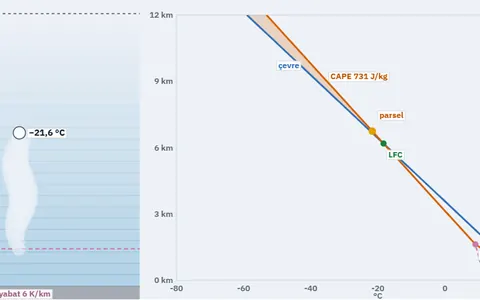 −21,6 °C
yabat 6 K/km
12 km
9 km
6 km
3 km
0 km
çevre
CAPE 731 J/kg
parsel
LFC
-80
-60
-40
-20
0
°C